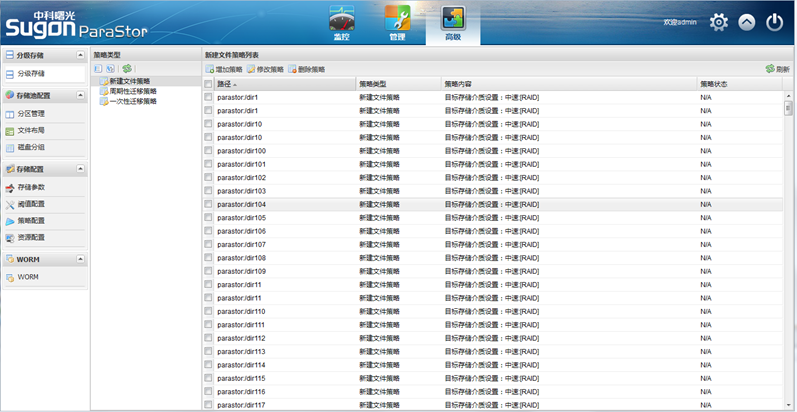 中科曙光
Sugon ParaStor
监控
管理
高级
欢迎admin
分级存储
分级存储
存储池配置
分区管理
文件布局
磁盘分组
存储配置
存储参数
阈值配置
策略配置
资源配置
WORM
WORM
策略类型
新建文件策略
周期性迁移策略
一次性迁移策略
新建文件策略列表
增加策略 修改策略 删除策略 刷新
路径 策略类型 策略内容 策略状态
parastor:/dir1 新建文件策略 目标存储介质设置：中速:[RAID] N/A
parastor:/dir1 新建文件策略 目标存储介质设置：中速:[RAID] N/A
parastor:/dir10 新建文件策略 目标存储介质设置：中速:[RAID] N/A
parastor:/dir10 新建文件策略 目标存储介质设置：中速:[RAID] N/A
parastor:/dir100 新建文件策略 目标存储介质设置：中速:[RAID] N/A
parastor:/dir101 新建文件策略 目标存储介质设置：中速:[RAID] N/A
parastor:/dir102 新建文件策略 目标存储介质设置：中速:[RAID] N/A
parastor:/dir103 新建文件策略 目标存储介质设置：中速:[RAID] N/A
parastor:/dir104 新建文件策略 目标存储介质设置：中速:[RAID] N/A
parastor:/dir105 新建文件策略 目标存储介质设置：中速:[RAID] N/A
parastor:/dir106 新建文件策略 目标存储介质设置：中速:[RAID] N/A
parastor:/dir107 新建文件策略 目标存储介质设置：中速:[RAID] N/A
parastor:/dir108 新建文件策略 目标存储介质设置：中速:[RAID] N/A
parastor:/dir109 新建文件策略 目标存储介质设置：中速:[RAID] N/A
parastor:/dir11 新建文件策略 目标存储介质设置：中速:[RAID] N/A
parastor:/dir11 新建文件策略 目标存储介质设置：中速:[RAID] N/A
parastor:/dir110 新建文件策略 目标存储介质设置：中速:[RAID] N/A
parastor:/dir111 新建文件策略 目标存储介质设置：中速:[RAID] N/A
parastor:/dir112 新建文件策略 目标存储介质设置：中速:[RAID] N/A
parastor:/dir113 新建文件策略 目标存储介质设置：中速:[RAID] N/A
parastor:/dir114 新建文件策略 目标存储介质设置：中速:[RAID] N/A
parastor:/dir115 新建文件策略 目标存储介质设置：中速:[RAID] N/A
parastor:/dir116 新建文件策略 目标存储介质设置：中速:[RAID] N/A
parastor:/dir117 新建文件策略 目标存储介质设置：中速:[RAID] N/A